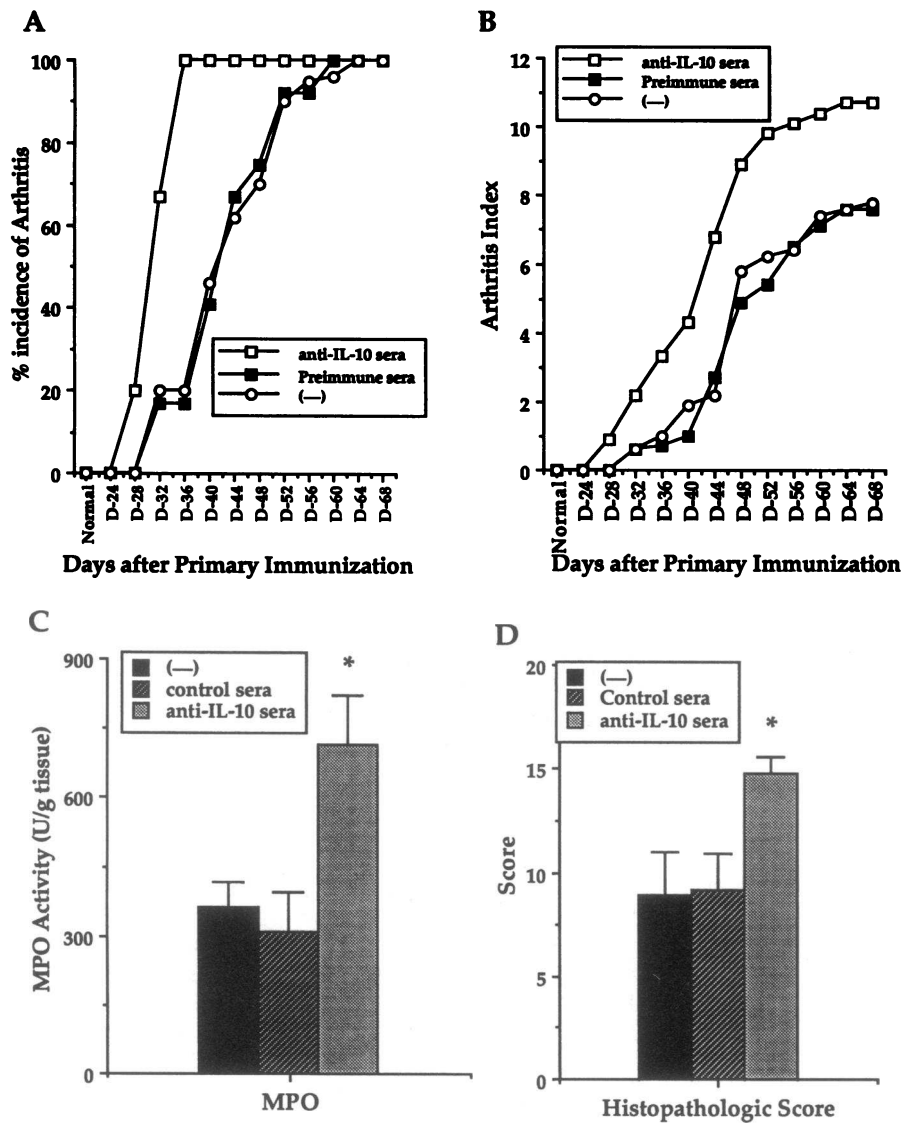 A
100
80
60
40
20
0
% incidence of Arthritis
anti-IL-10 sera
Preimmune sera
(—)
Normal
D-24
D-28
D-32
D-36
D-40
D-44
D-48
D-52
D-56
D-60
D-64
D-68
Days after Primary Immunization
B
12
10
8
6
4
2
0
Arthritis Index
anti-IL-10 sera
Preimmune sera
(—)
Normal
D-24
D-28
D-32
D-36
D-40
D-44
D-48
D-52
D-56
D-60
D-64
D-68
Days after Primary Immunization
C
900
600
300
0
MPO Activity (U/g tissue)
(—)
control sera
anti-IL-10 sera
*
MPO
D
20
15
10
5
0
Score
(—)
Control sera
anti-IL-10 sera
*
Histopathologic Score